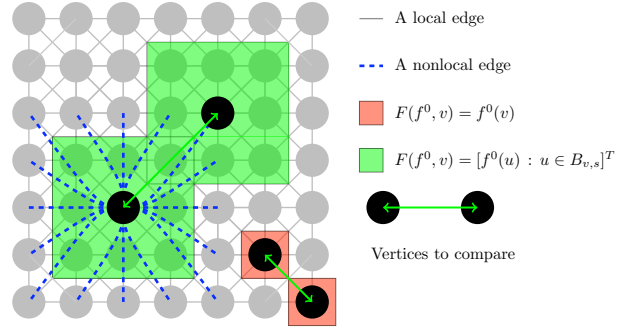 A local edge
A nonlocal edge
F(f⁰, v) = f⁰(v)
F(f⁰, v) = [f⁰(u) : u ∈ B_{v,s}]^T
Vertices to compare